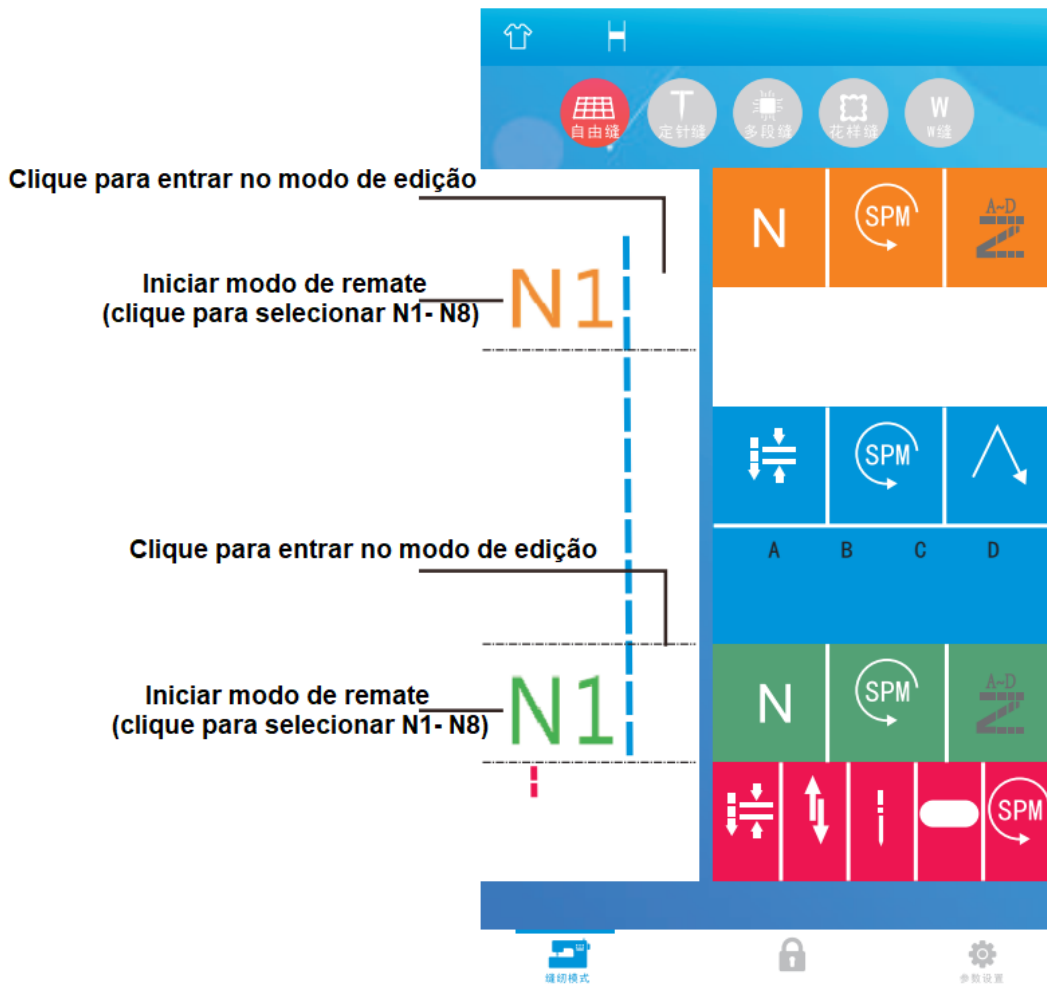 自由缝
定针缝
多段缝
花样缝
W
W缝
Clique para entrar no modo de edição
N
SPM
A~D
Iniciar modo de remate
(clique para selecionar N1- N8)
N1
SPM
Clique para entrar no modo de edição
A B C D
Iniciar modo de remate
(clique para selecionar N1- N8)
N1
N
SPM
A~D
SPM
缝纫模式
参数设置